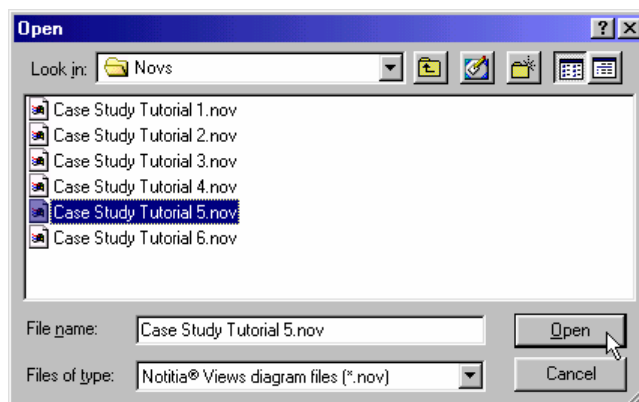 Open
Look in: Novs
Case Study Tutorial 1.nov
Case Study Tutorial 2.nov
Case Study Tutorial 3.nov
Case Study Tutorial 4.nov
Case Study Tutorial 5.nov
Case Study Tutorial 6.nov
File name: Case Study Tutorial 5.nov Open
Files of type: Notitia® Views diagram files (*.nov) Cancel